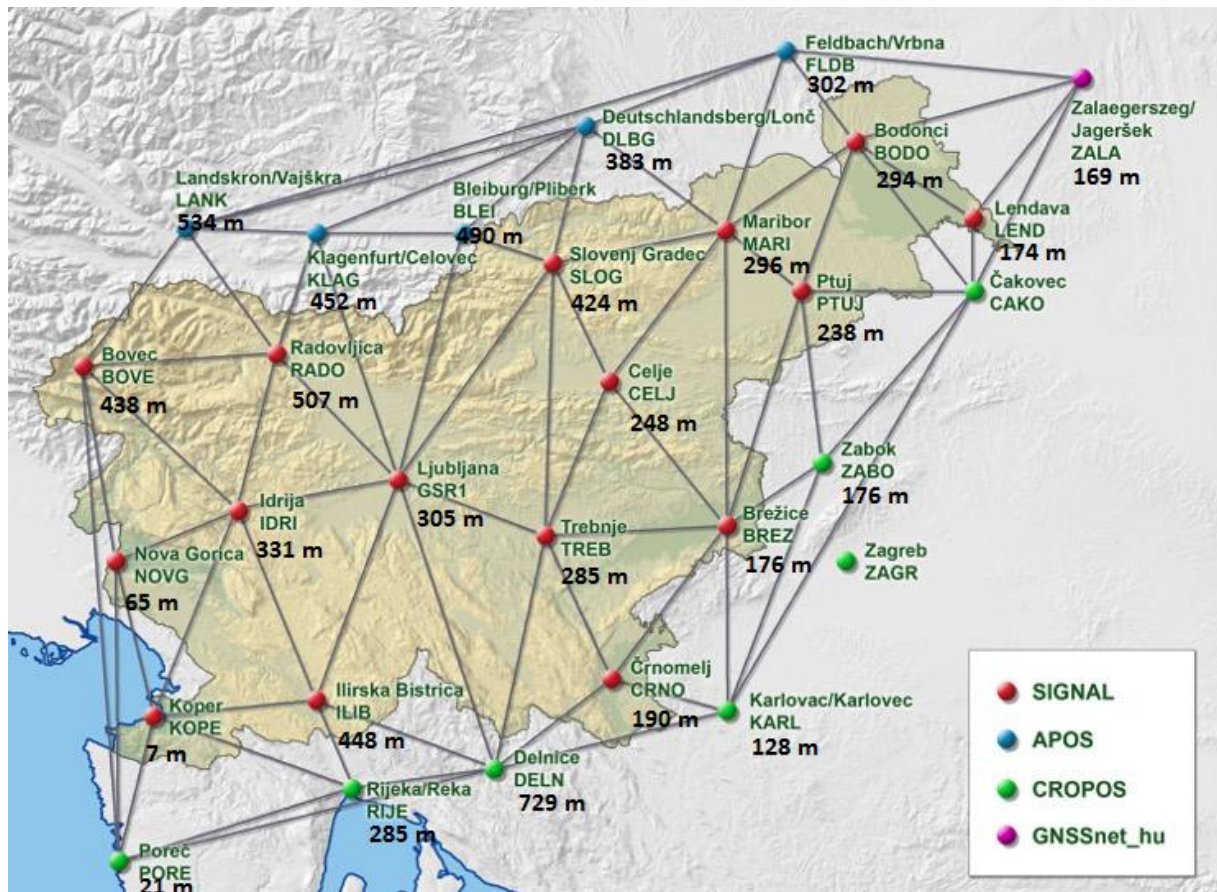 Feldbach/Vrbna
FLDB
302 m
Zalaegerszeg/
Jageršek
ZALA
169 m
Deutschlandsberg/Lonč
DLBG
383 m
Bodonci
BODO
294 m
Landskron/Vajškra
LANK
534 m
Bleiburg/Pliberk
BLEI
490 m
Lendava
LEND
174 m
Maribor
MARI
296 m
Klagenfurt/Celovec
KLAG
452 m
Slovenj Gradec
SLOG
424 m
Ptuj
PTUJ
238 m
Čakovec
CAKO
Bovec
BOVE
438 m
Radovljica
RADO
507 m
Celje
CELJ
248 m
Zabok
ZABO
176 m
Ljubljana
GSR1
305 m
Idrija
IDRI
331 m
Trebnje
TREB
285 m
Brežice
BREZ
176 m
Nova Gorica
NOVG
65 m
Zagreb
ZAGR
Koper
KOPE
7 m
Ilirska Bistrica
ILIB
448 m
Črnomelj
CRNO
190 m
Karlovac/Karlovec
KARL
128 m
Delnice
DELN
729 m
Rijeka/Reka
RIJE
285 m
Poreč
PORE
21 m
SIGNAL
APOS
CROPOS
GNSSnet_hu